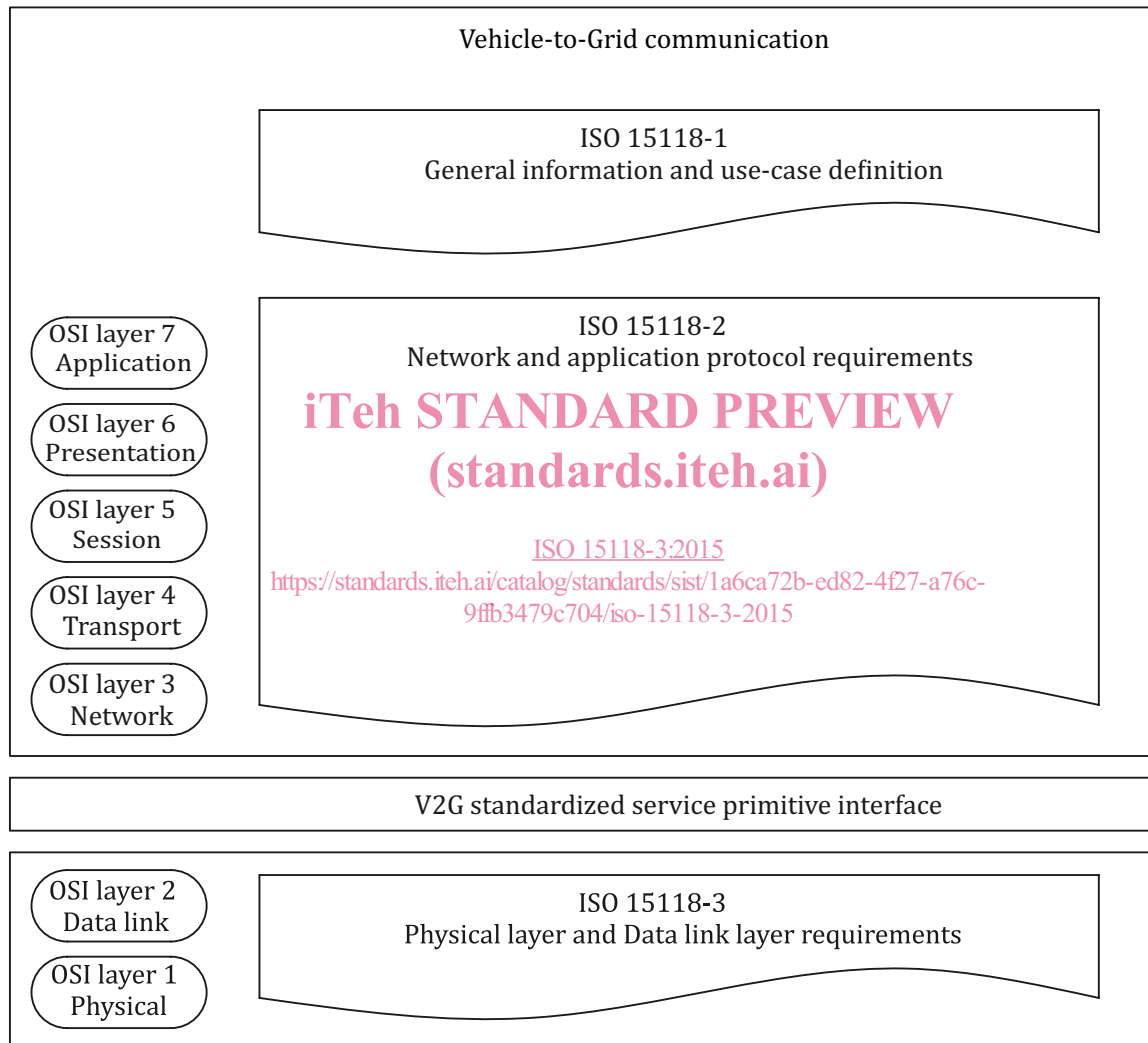 Vehicle-to-Grid communication
ISO 15118-1
General information and use-case definition
OSI layer 7
Application
OSI layer 6
Presentation
OSI layer 5
Session
OSI layer 4
Transport
OSI layer 3
Network
ISO 15118-2
Network and application protocol requirements
iTeh STANDARD PREVIEW
(standards.iteh.ai)
ISO 15118-3:2015
https://standards.iteh.ai/catalog/standards/sist/1a6ca72b-ed82-4f27-a76c-
9ffb3479c704/iso-15118-3-2015
V2G standardized service primitive interface
OSI layer 2
Data link
OSI layer 1
Physical
ISO 15118-3
Physical layer and Data link layer requirements